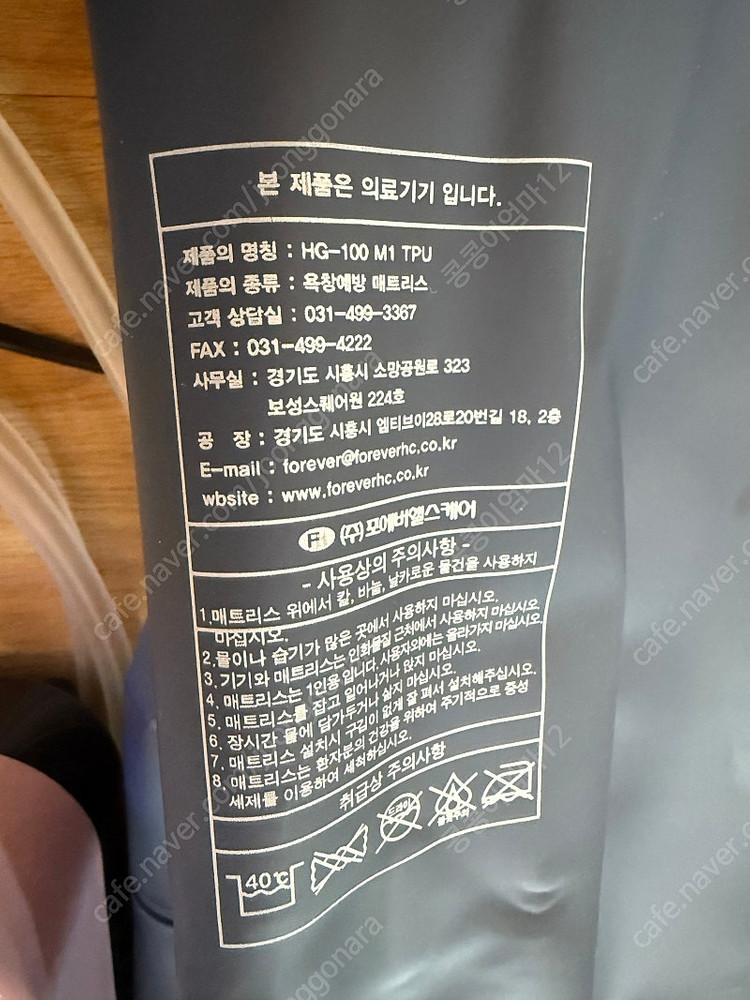 본 제품은 의료기기 입니다.
제품의 명칭 : HG-100 M1 TPU
제품의 종류 : 욕창예방 매트리스
고객 상담실 : 031-499-3367
FAX : 031-499-4222
사무실 : 경기도 시흥시 소망공원로 323
보성스퀘어원 224호
공 장 : 경기도 시흥시 엠티브이28로20번길 18, 2층
E-mail : forever@foreverhc.co.kr
wbsite : www.foreverhc.co.kr
F (주)포에버헬스케어
- 사용상의 주의사항 -
1.매트리스 위에서 칼, 바늘, 날카로운 물건을 사용하지
마십시오.
2.물이나 습기가 많은 곳에서 사용하지 마십시오.
3. 기기와 매트리스는 인화물질 근처에서 사용하지 마십시오
4. 매트리스는 1인용 입니다. 사용자외에는 올라가지 마십시오
5. 매트리스를 잡고 일어나거나 앉지 마십시오.
6. 장시간 물에 담가두거나 싣지 마십시오.
7. 매트리스 설치시 구김이 없게 잘 펴서 설치해주십시오.
8. 매트리스는 환자분의 건강을 위하여 주기적으로 중성
세제를 이용하여 세척하십시오.
취급상 주의사항
40℃
드라이
cafe.naver.com/joonggonara
콩콩이엄마12